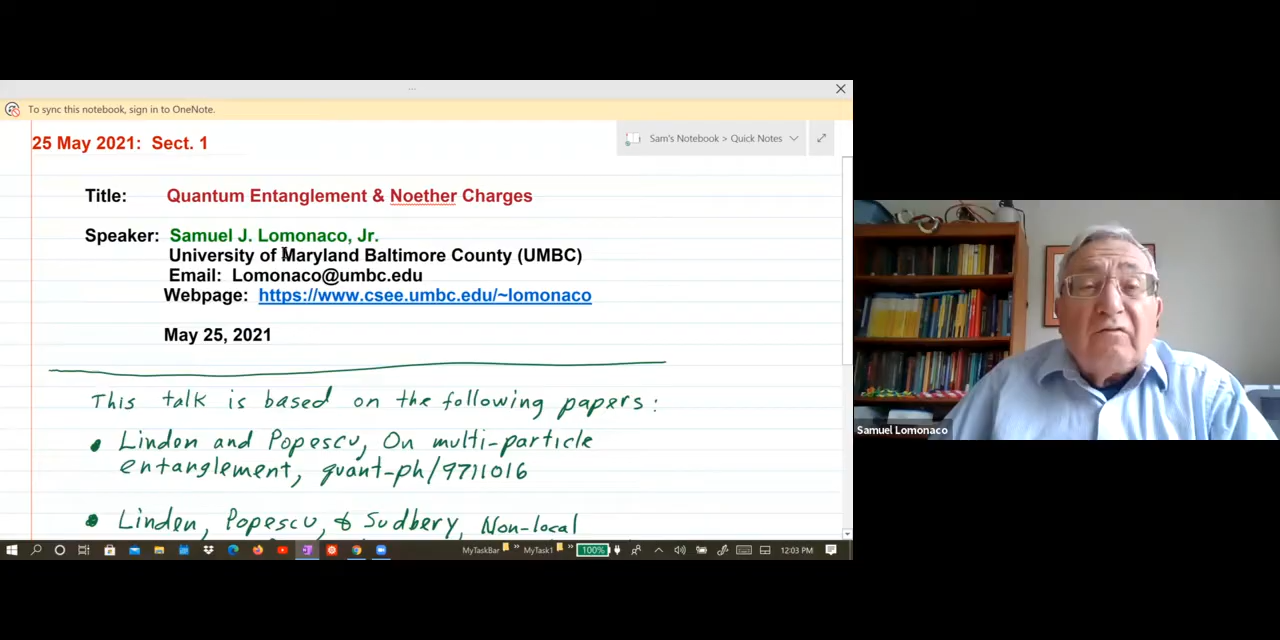 ...
To sync this notebook, sign in to OneNote.
25 May 2021: Sect. 1
Sam's Notebook > Quick Notes
Title: Quantum Entanglement & Noether Charges
Speaker: Samuel J. Lomonaco, Jr.
University of Maryland Baltimore County (UMBC)
Email: Lomonaco@umbc.edu
Webpage: https://www.csee.umbc.edu/~lomonaco
May 25, 2021
This talk is based on the following papers:
• Linden and Popescu, On multi-particle
entanglement, quant-ph/9711016
• Linden, Popescu, & Sudbery, Non-local
Samuel Lomonaco
MyTaskBar » MyTask1 » 100% 12:03 PM